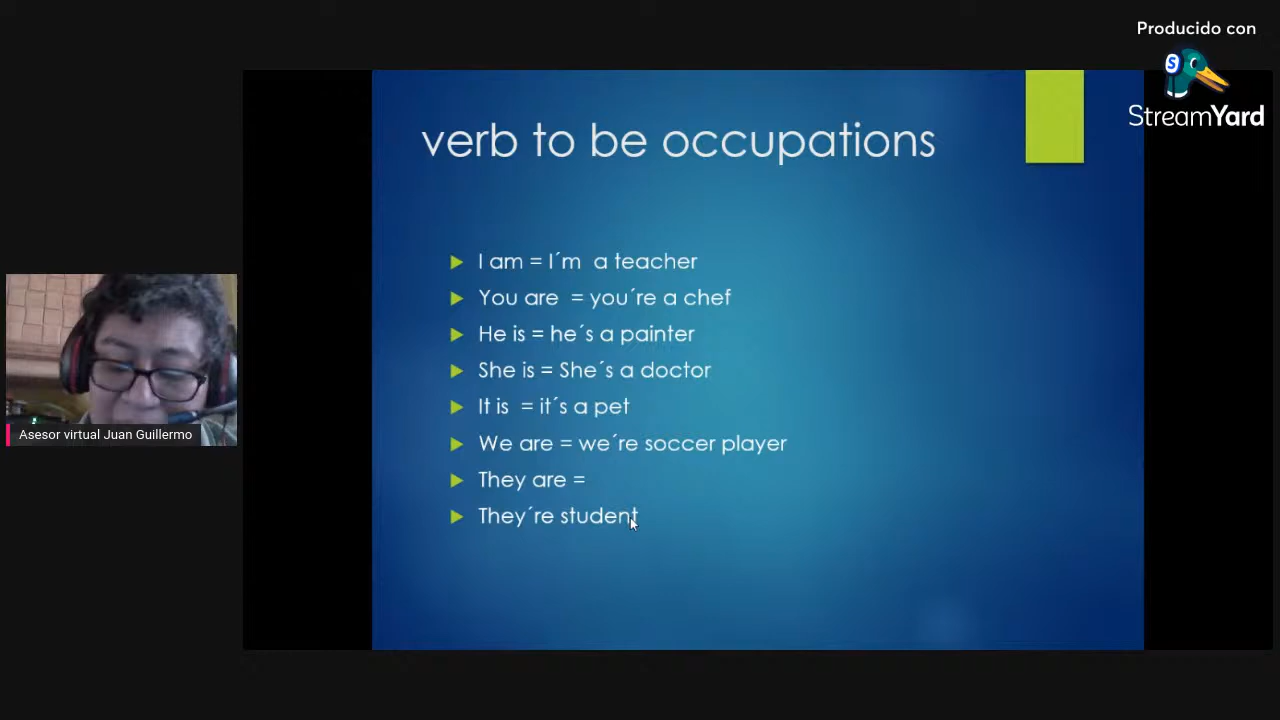 Producido con
StreamYard
verb to be occupations
I am = I´m  a teacher
You are  = you´re a chef
He is = he´s a painter
She is = She´s a doctor
It is  = it´s a pet
We are = we´re soccer player
They are =
They´re student
Asesor virtual Juan Guillermo